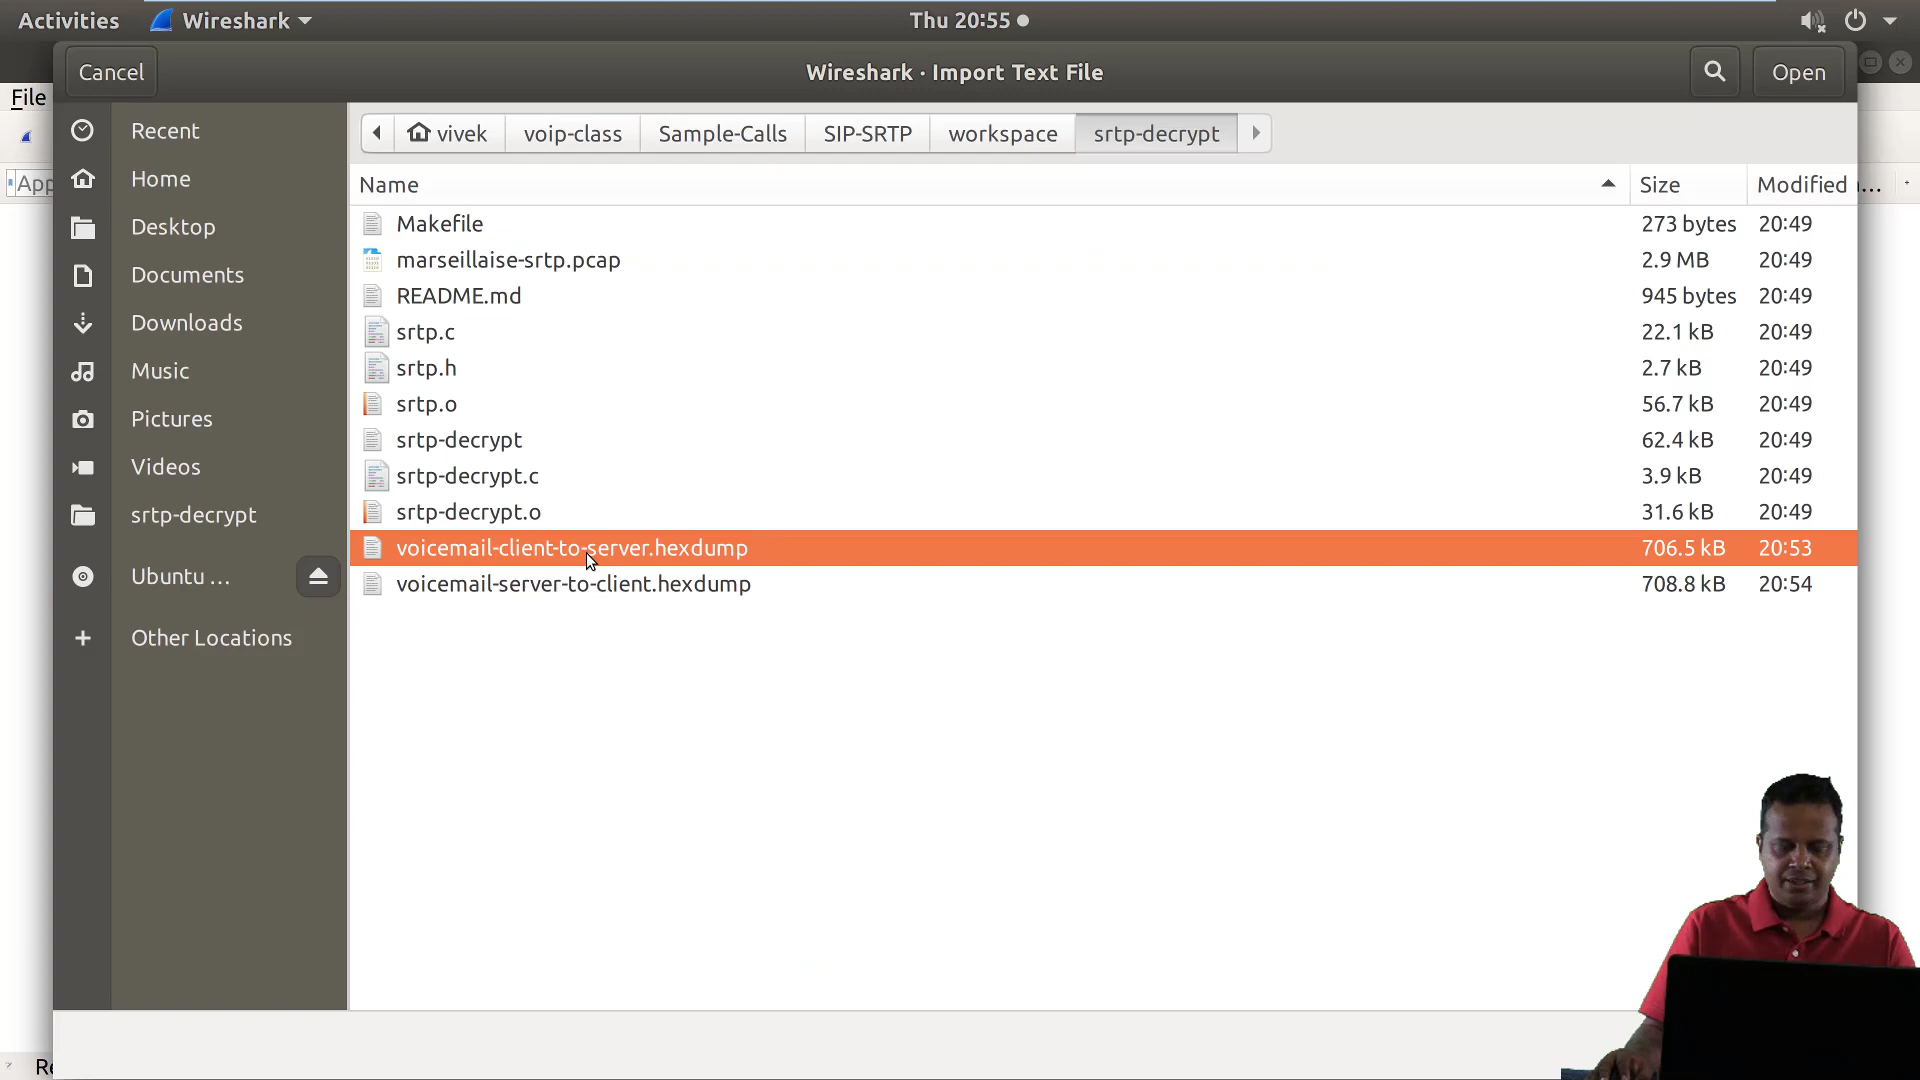 Activities Wireshark Thu 20:55
Cancel Wireshark · Import Text File Open
File
vivek voip-class Sample-Calls SIP-SRTP workspace srtp-decrypt
App
Name Size Modified
Recent
Home
Desktop
Documents
Downloads
Music
Pictures
Videos
srtp-decrypt
Ubuntu ...
Other Locations
Makefile 273 bytes 20:49
marseillaise-srtp.pcap 2.9 MB 20:49
README.md 945 bytes 20:49
srtp.c 22.1 kB 20:49
srtp.h 2.7 kB 20:49
srtp.o 56.7 kB 20:49
srtp-decrypt 62.4 kB 20:49
srtp-decrypt.c 3.9 kB 20:49
srtp-decrypt.o 31.6 kB 20:49
voicemail-client-to-server.hexdump 706.5 kB 20:53
voicemail-server-to-client.hexdump 708.8 kB 20:54